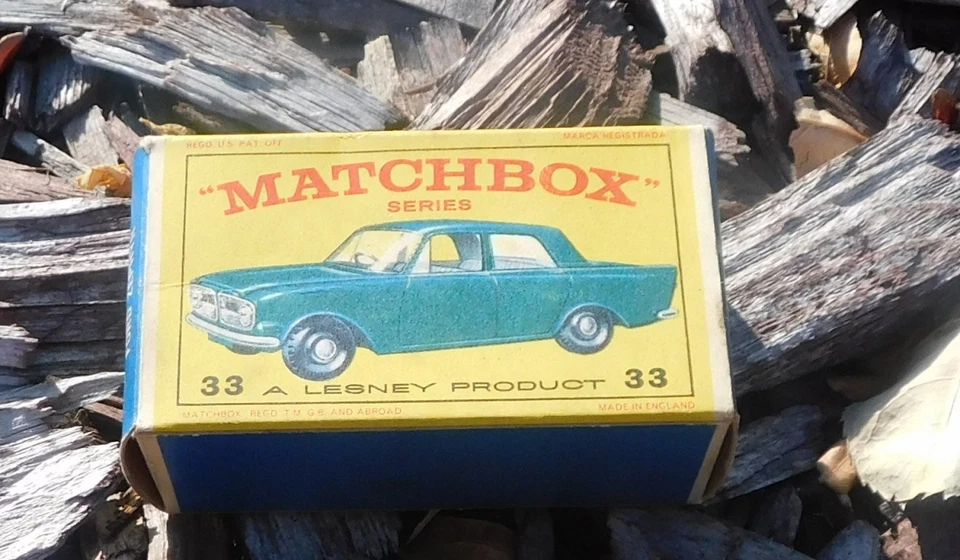 REGD. U.S. PAT. OFF.
MARCA REGISTRADA
"MATCHBOX"
SERIES
33 A LESNEY PRODUCT 33
MATCHBOX REGD. T.M. G.B. AND ABROAD
MADE IN ENGLAND